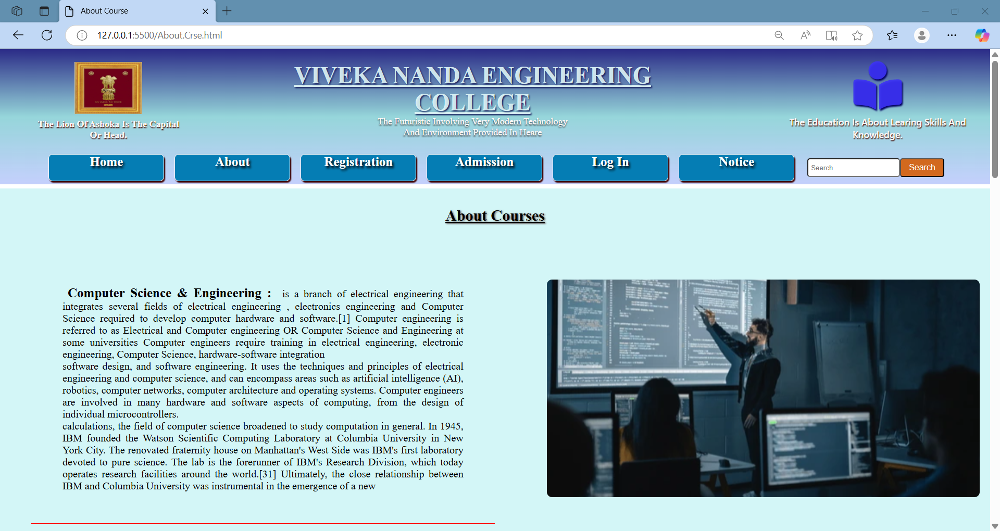 About Course
127.0.0.1:5500/About.Crse.html
VIVEKA NANDA ENGINEERING
COLLEGE
The Futuristic Involving Very Modern Technology
And Environment Provided In Heare
The Lion Of Ashoka Is The Capital
Or Head.
The Education Is About Learing Skills And
Knowledge.
Home
About
Registration
Admission
Log In
Notice
Search
Search
About Courses
Computer Science & Engineering : is a branch of electrical engineering that
integrates several fields of electrical engineering , electronics engineering and Computer
Science required to develop computer hardware and software.[1] Computer engineering is
referred to as Electrical and Computer engineering OR Computer Science and Engineering at
some universities Computer engineers require training in electrical engineering, electronic
engineering, Computer Science, hardware-software integration
software design, and software engineering. It uses the techniques and principles of electrical
engineering and computer science, and can encompass areas such as artificial intelligence (AI),
robotics, computer networks, computer architecture and operating systems. Computer engineers
are involved in many hardware and software aspects of computing, from the design of
individual microcontrollers.
calculations, the field of computer science broadened to study computation in general. In 1945,
IBM founded the Watson Scientific Computing Laboratory at Columbia University in New
York City. The renovated fraternity house on Manhattan's West Side was IBM's first laboratory
devoted to pure science. The lab is the forerunner of IBM's Research Division, which today
operates research facilities around the world.[31] Ultimately, the close relationship between
IBM and Columbia University was instrumental in the emergence of a new